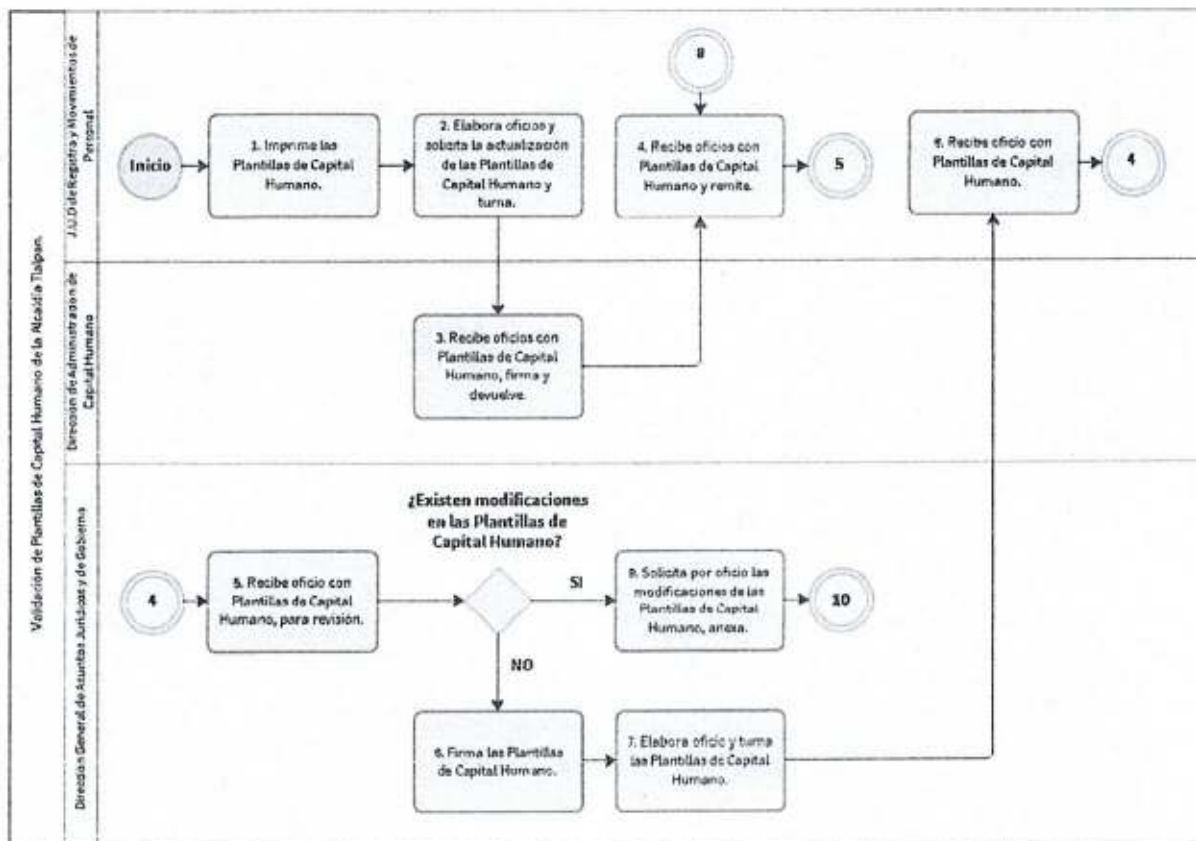 Validación de Plantillas de Capital Humano de la Alcaldía Tlalpan.
J.U.D de Registro y Movimientos de
Personal
Inicio
1. Imprime las
Plantillas de Capital
Humano.
2. Elabora oficios y
solicita la actualización
de las Plantillas de
Capital Humano y
turna.
8
4. Recibe oficios con
Plantillas de Capital
Humano y remite.
5
Recibe oficio con
Plantillas de Capital
Humano.
4
Dirección de Administración de
Capital Humano
3. Recibe oficios con
Plantillas de Capital
Humano, firma y
devuelve.
Dirección General de Asuntos Jurídicos y de Gobierno
4
5. Recibe oficio con
Plantillas de Capital
Humano, para revisión.
¿Existen modificaciones
en las Plantillas de
Capital Humano?
SI
NO
9. Solicita por oficio las
modificaciones de las
Plantillas de Capital
Humano, anexa.
10
6. Firma las Plantillas
de Capital Humano.
7. Elabora oficio y turna
las Plantillas de Capital
Humano.